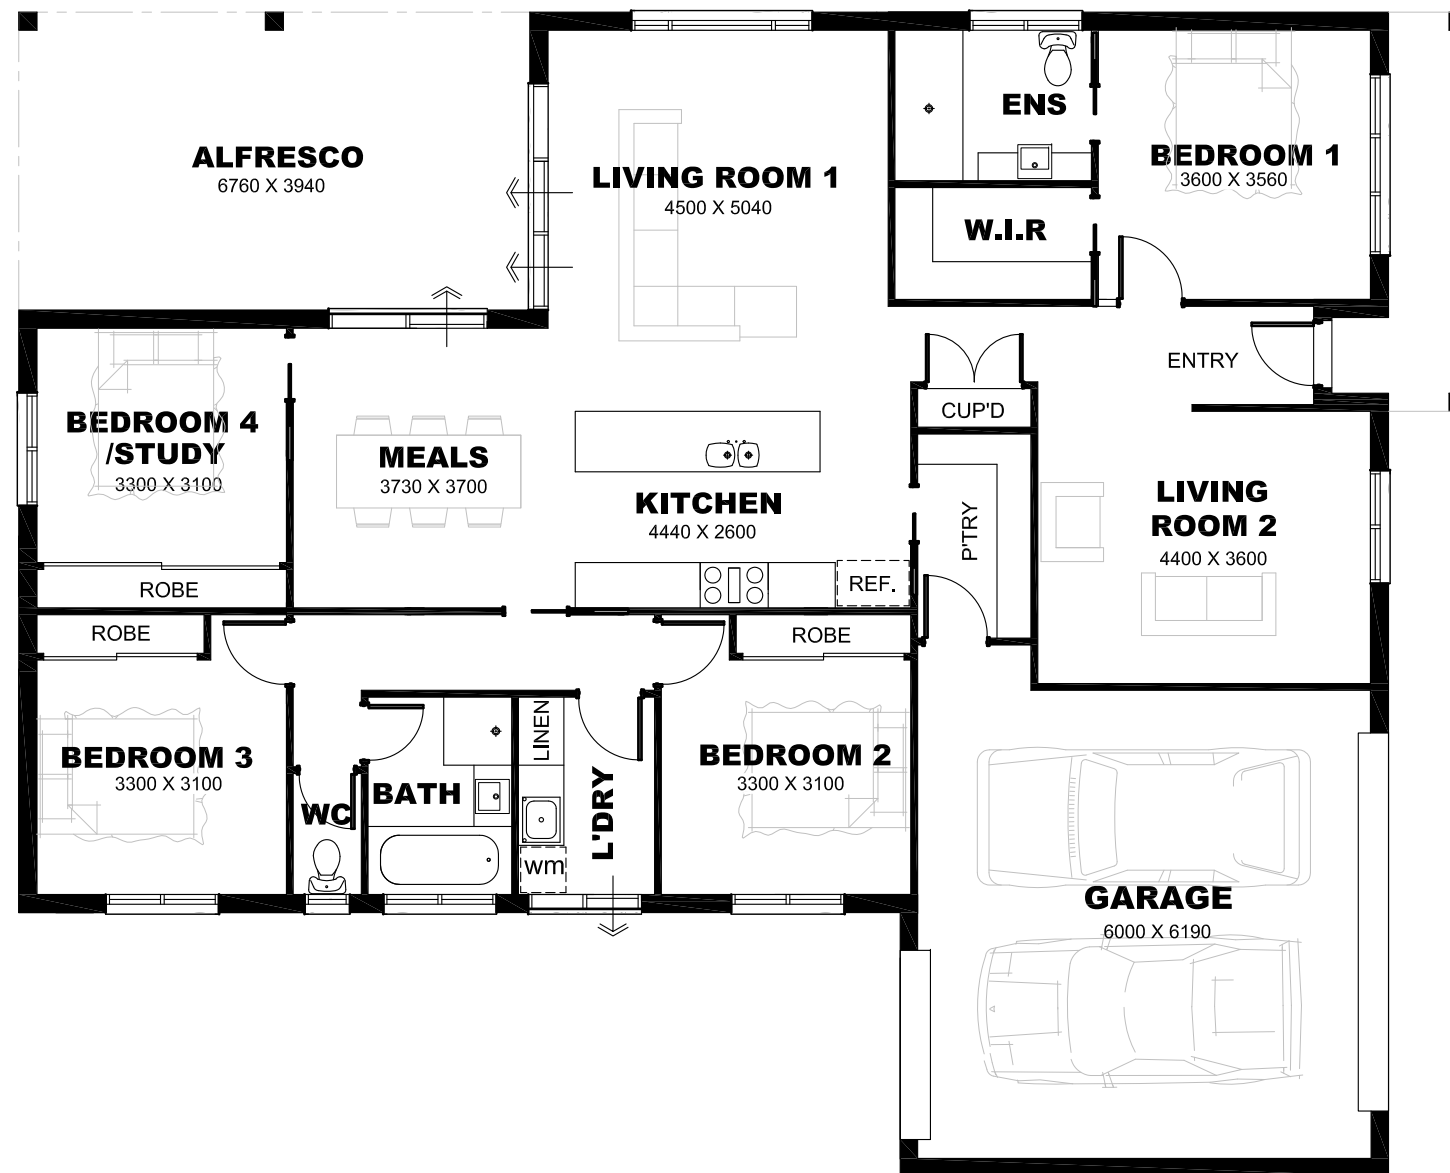 ALFRESCO
6760 X 3940
LIVING ROOM 1
4500 X 5040
ENS
BEDROOM 1
3600 X 3560
W.I.R
ENTRY
BEDROOM 4
/STUDY
3300 X 3100
ROBE
MEALS
3730 X 3700
KITCHEN
4440 X 2600
REF.
CUP'D
P'TRY
LIVING
ROOM 2
4400 X 3600
ROBE
BEDROOM 3
3300 X 3100
WC
BATH
LINEN
L'DRY
wm
ROBE
BEDROOM 2
3300 X 3100
GARAGE
6000 X 6190